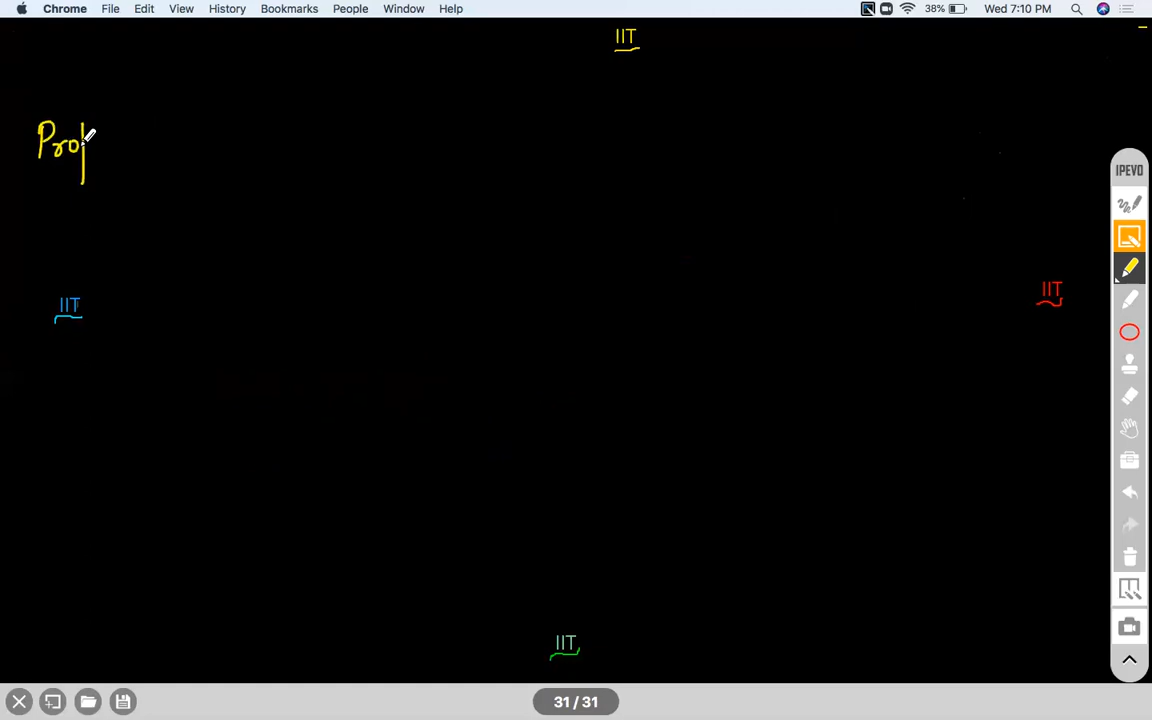 Chrome File Edit View History Bookmarks People Window Help 38% Wed 7:10 PM
IIT
Prop
IPEVO
IIT
IIT
IIT
31 / 31